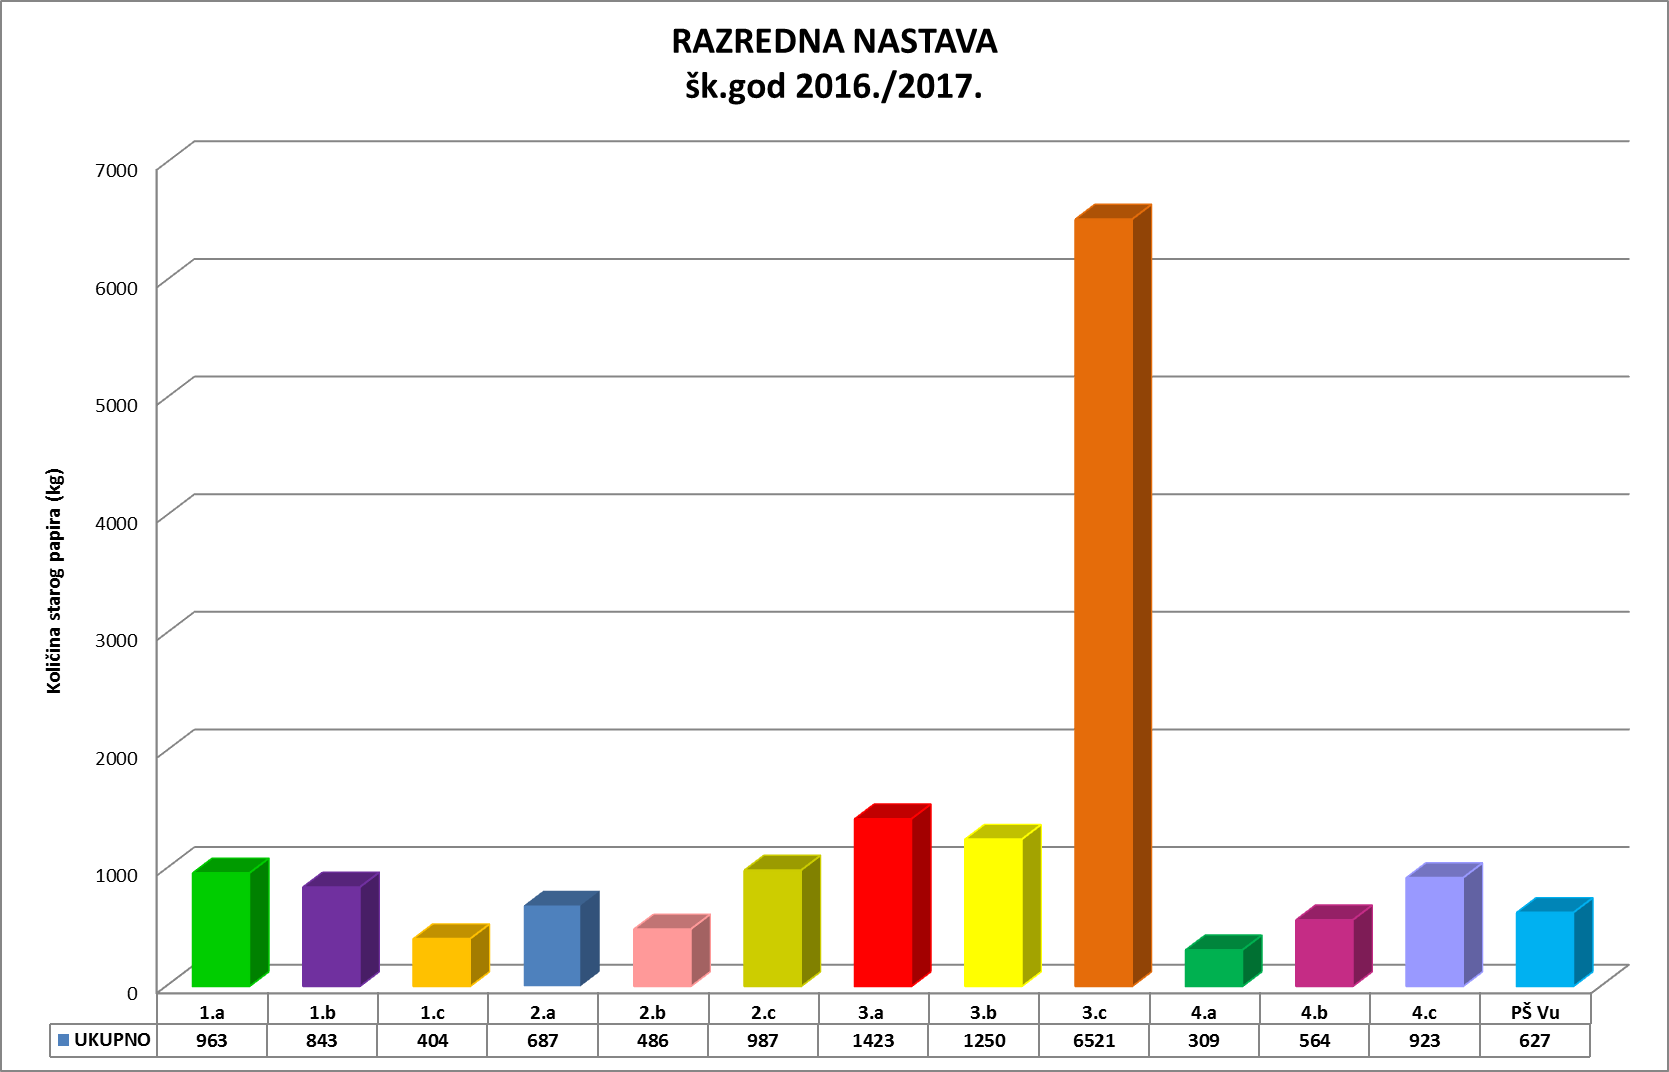 RAZREDNA NASTAVA
šk.god 2016./2017.
Količina starog papira (kg)
7000
6000
5000
4000
3000
2000
1000
0
1.a 1.b 1.c 2.a 2.b 2.c 3.a 3.b 3.c 4.a 4.b 4.c PŠ Vu
UKUPNO 963 843 404 687 486 987 1423 1250 6521 309 564 923 627